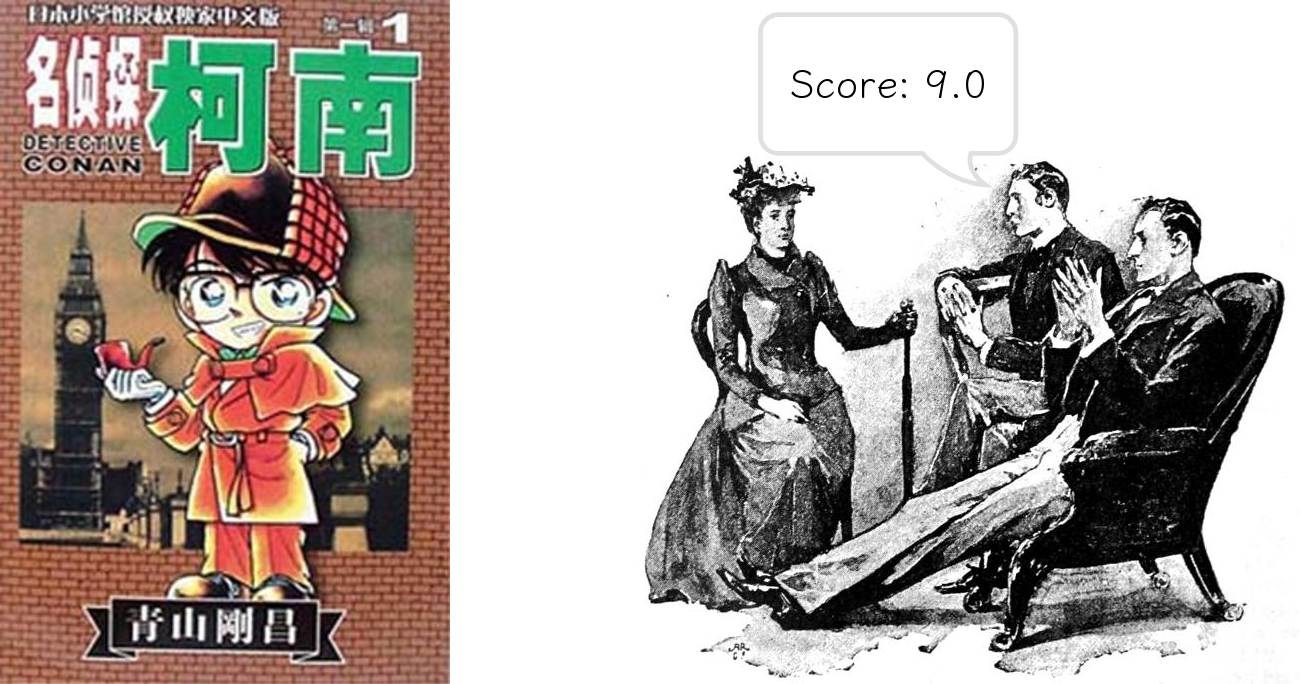 日本小学馆授权独家中文版
第一辑 1
名侦探 柯南
DETECTIVE
CONAN
青山剛昌
Score: 9.0